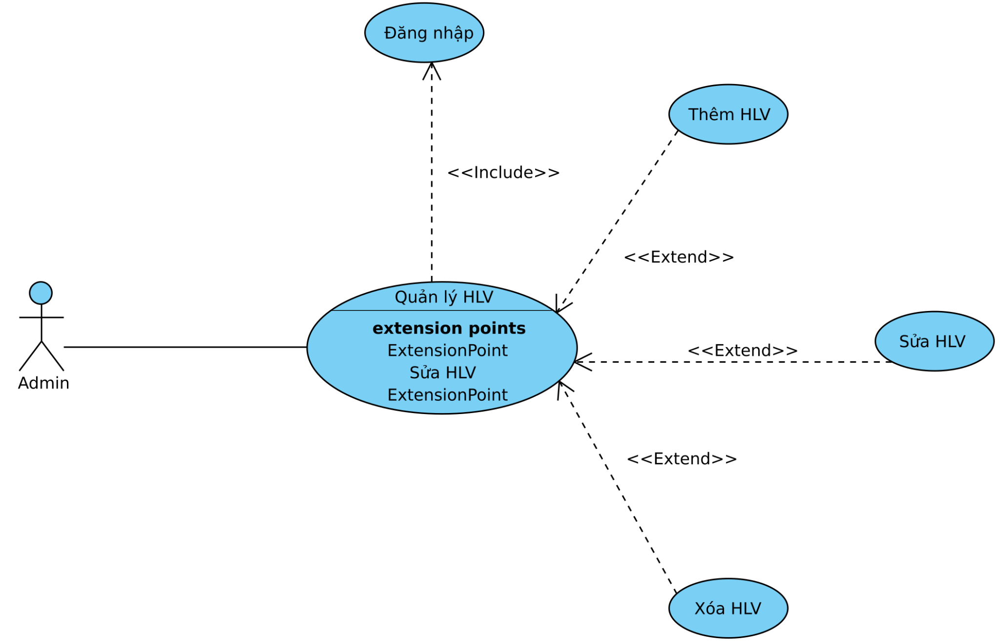 Đăng nhập
Thêm HLV
<<Include>>
<<Extend>>
Quản lý HLV
extension points
ExtensionPoint
Sửa HLV
ExtensionPoint
<<Extend>>
Sửa HLV
Admin
<<Extend>>
Xóa HLV